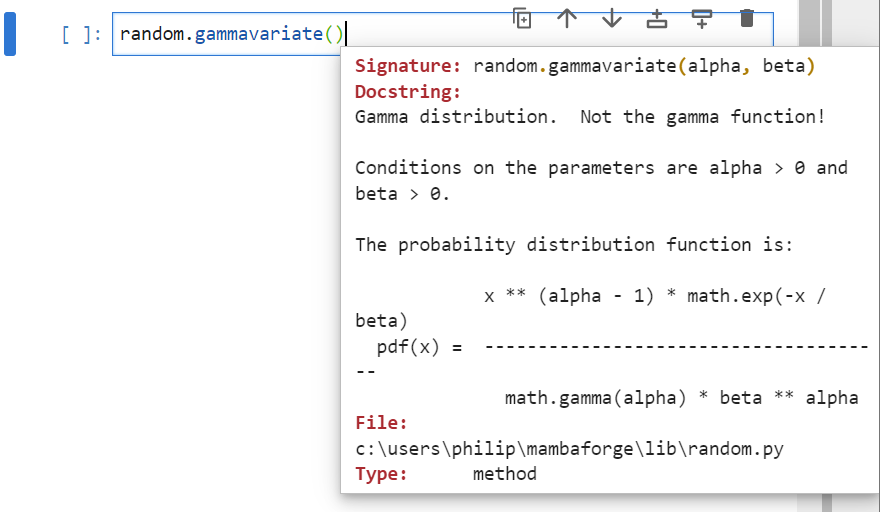 [ ]: random.gammavariate()
Signature: random.gammavariate(alpha, beta)
Docstring:
Gamma distribution.  Not the gamma function!
Conditions on the parameters are alpha > 0 and
beta > 0.
The probability distribution function is:
x ** (alpha - 1) * math.exp(-x /
beta)
pdf(x) =  ------------------------------------
--
math.gamma(alpha) * beta ** alpha
File:
c:\users\philip\mambaforge\lib\random.py
Type:      method